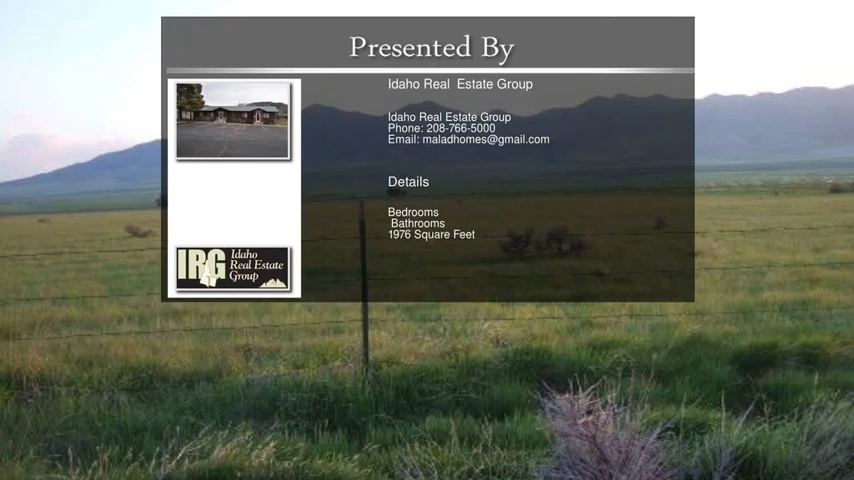 Presented By
Idaho Real Estate Group
Idaho Real Estate Group
Phone: 208-766-5000
Email: maladhomes@gmail.com
Details
Bedrooms
Bathrooms
1976 Square Feet
IRG Idaho
Real Estate
Group